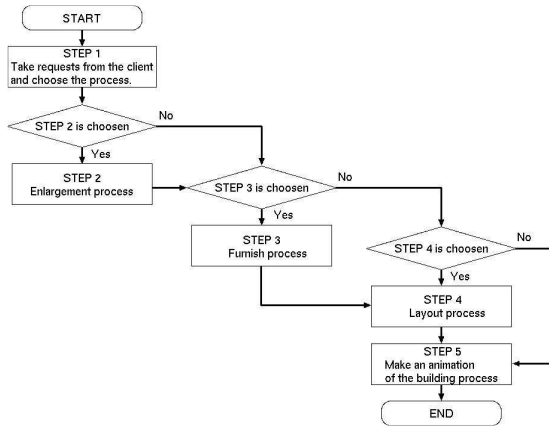 START
STEP 1
Take requests from the client
and choose the process.
No
STEP 2 is choosen
Yes
STEP 2
Enlargement process
No
STEP 3 is choosen
Yes
STEP 3
Furnish process
No
STEP 4 is choosen
Yes
STEP 4
Layout process
STEP 5
Make an animation
of the building process
END